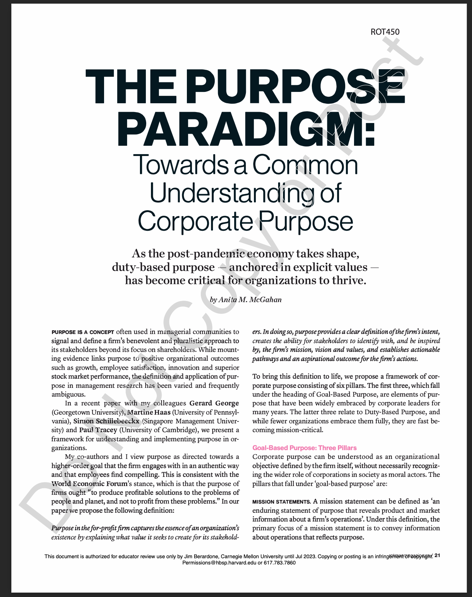 ROT450
THE PURPOSE
PARADIGM:
Towards a Common
Understanding of
Corporate Purpose
As the post-pandemic economy takes shape,
duty-based purpose — anchored in explicit values —
has become critical for organizations to thrive.
by Anita M. McGahan
PURPOSE IS A CONCEPT often used in managerial communities to
signal and define a firm's benevolent and pluralistic approach to
its stakeholders beyond its focus on shareholders. While mount-
ing evidence links purpose to positive organizational outcomes
such as growth, employee satisfaction, innovation and superior
stock market performance, the definition and application of pur-
pose in management research has been varied and frequently
ambiguous.
In a recent paper with my colleagues Gerard George
(Georgetown University), Martine Haas (University of Pennsyl-
vania), Simon Schillebeeckx (Singapore Management Univer-
sity) and Paul Tracey (University of Cambridge), we present a
framework for understanding and implementing purpose in or-
ganizations.
My co-authors and I view purpose as directed towards a
higher-order goal that the firm engages with in an authentic way
and that employees find compelling. This is consistent with the
World Economic Forum's stance, which is that the purpose of
firms ought "to produce profitable solutions to the problems of
people and planet, and not to profit from these problems." In our
paper we propose the following definition:
Purpose in the for-profit firm captures the essence of an organization's
existence by explaining what value it seeks to create for its stakehold-
ers. In doing so, purpose provides a clear definition of the firm's intent,
creates the ability for stakeholders to identify with, and be inspired
by, the firm's mission, vision and values, and establishes actionable
pathways and an aspirational outcome for the firm's actions.
To bring this definition to life, we propose a framework of cor-
porate purpose consisting of six pillars. The first three, which fall
under the heading of Goal-Based Purpose, are elements of pur-
pose that have been widely embraced by corporate leaders for
many years. The latter three relate to Duty-Based Purpose, and
while fewer organizations embrace them fully, they are fast be-
coming mission-critical.
Goal-Based Purpose: Three Pillars
Corporate purpose can be understood as an organizational
objective defined by the firm itself, without necessarily recogniz-
ing the wider role of corporations in society as moral actors. The
pillars that fall under 'goal-based purpose' are:
MISSION STATEMENTS. A mission statement can be defined as 'an
enduring statement of purpose that reveals product and market
information about a firm's operations'. Under this definition, the
primary focus of a mission statement is to convey information
about operations that reflects purpose.
This document is authorized for educator review use only by Jim Berardone, Carnegie Mellon University until Jul 2023. Copying or posting is an infringement of copyright. 21
Permissions@hbsp.harvard.edu or 617.783.7860
Do Not Copy or Post